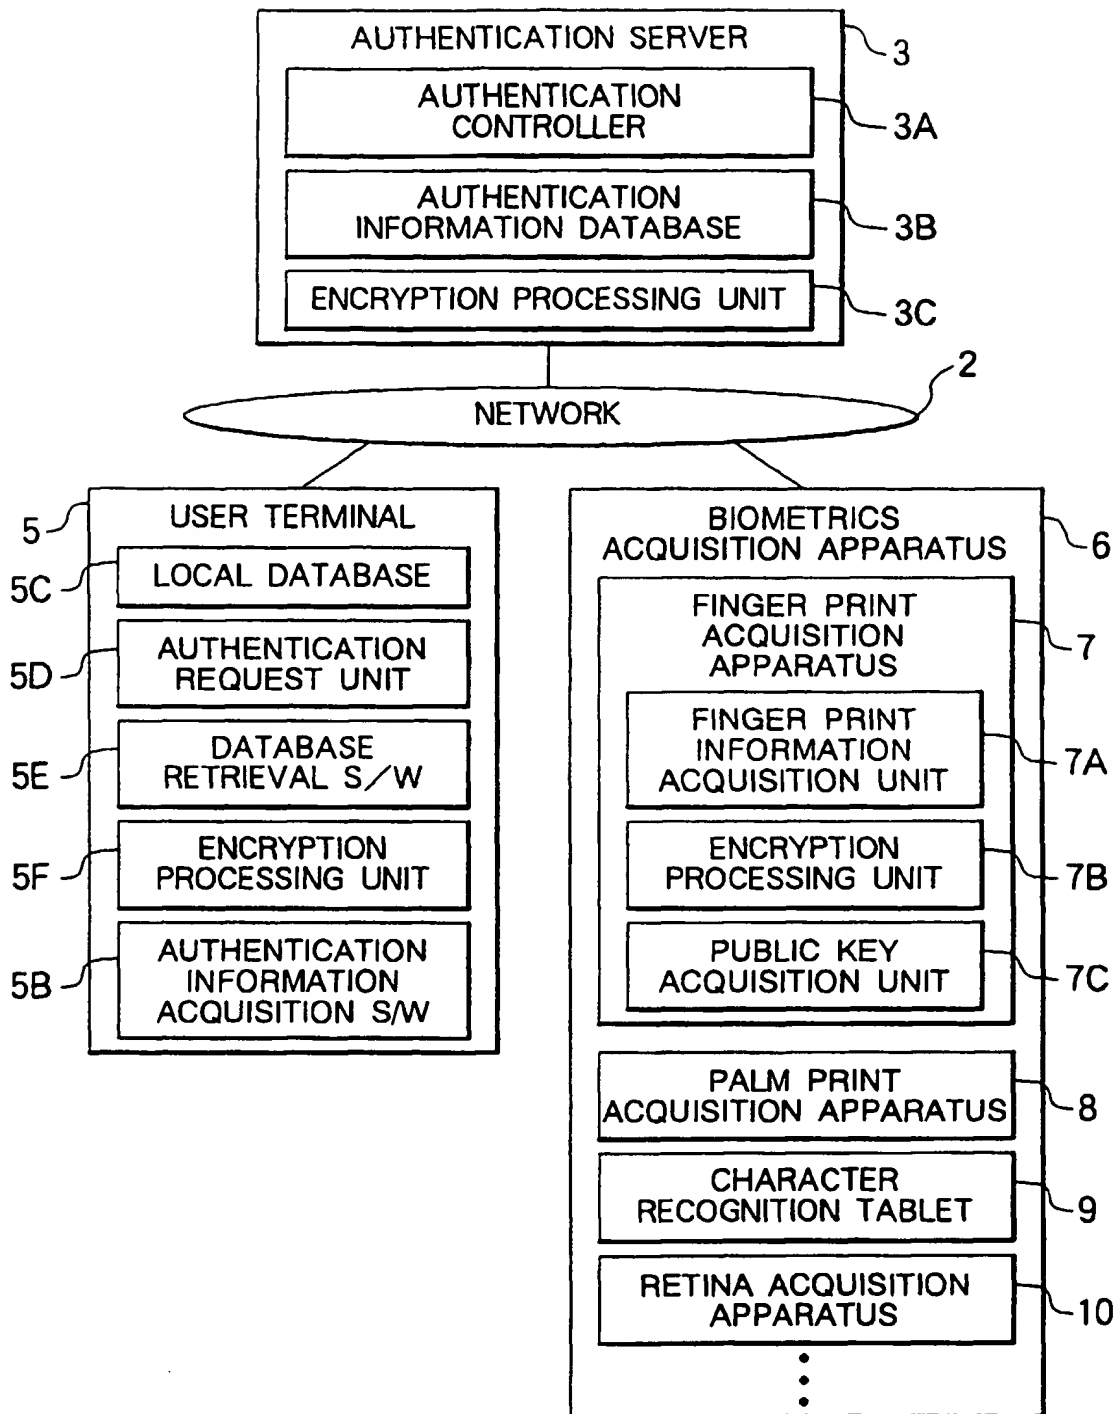 AUTHENTICATION SERVER
3
AUTHENTICATION
CONTROLLER
3A
AUTHENTICATION
INFORMATION DATABASE
3B
ENCRYPTION PROCESSING UNIT
3C
2
NETWORK
5
USER TERMINAL
5C
LOCAL DATABASE
5D
AUTHENTICATION
REQUEST UNIT
5E
DATABASE
RETRIEVAL S/W
5F
ENCRYPTION
PROCESSING UNIT
5B
AUTHENTICATION
INFORMATION
ACQUISITION S/W
BIOMETRICS
ACQUISITION APPARATUS
6
FINGER PRINT
ACQUISITION
APPARATUS
7
FINGER PRINT
INFORMATION
ACQUISITION UNIT
7A
ENCRYPTION
PROCESSING UNIT
7B
PUBLIC KEY
ACQUISITION UNIT
7C
PALM PRINT
ACQUISITION APPARATUS
8
CHARACTER
RECOGNITION TABLET
9
RETINA ACQUISITION
APPARATUS
10